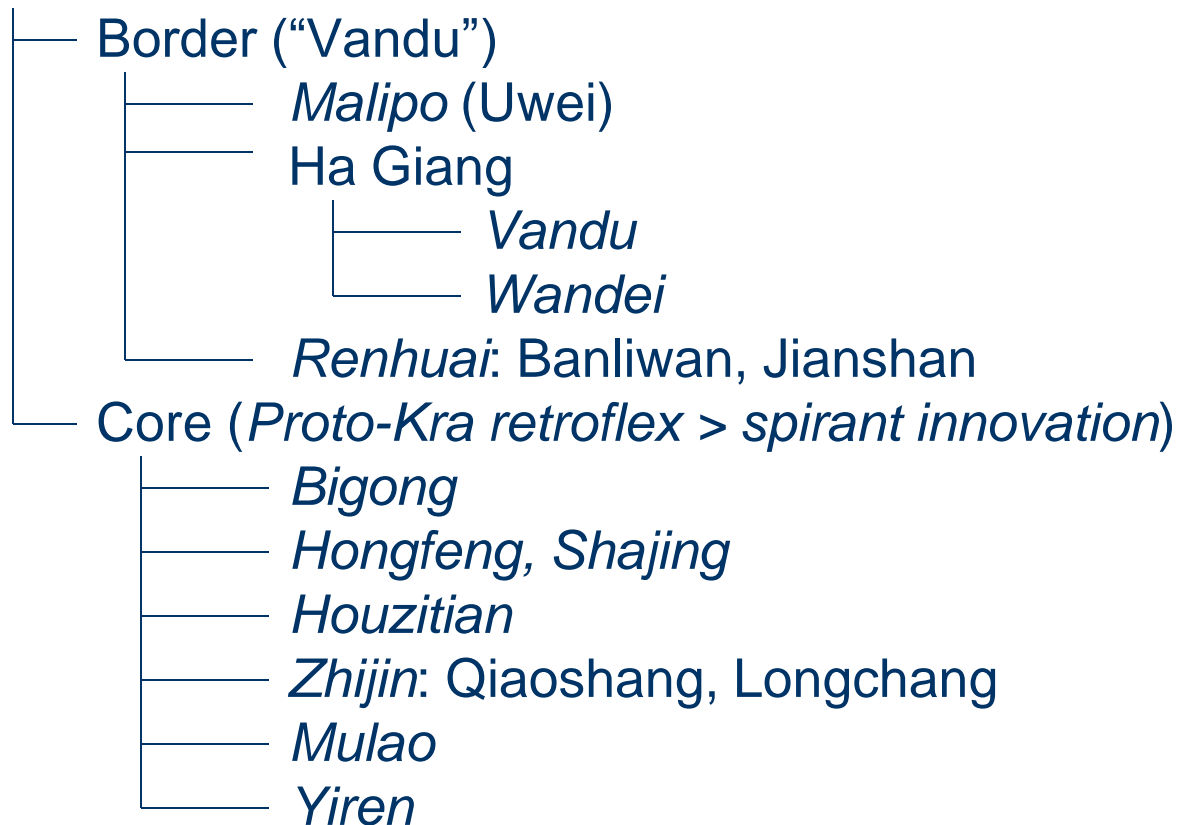 Border (“Vandu”)
Malipo (Uwei)
Ha Giang
Vandu
Wandei
Renhuai: Banliwan, Jianshan
Core (Proto-Kra retroflex > spirant innovation)
Bigong
Hongfeng, Shajing
Houzitian
Zhijin: Qiaoshang, Longchang
Mulao
Yiren